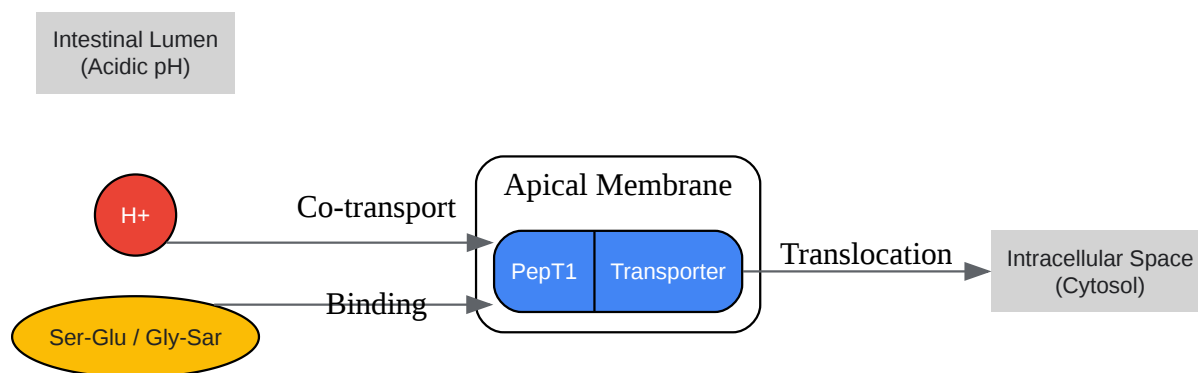 Intestinal Lumen
(Acidic pH)
Apical Membrane
H+
Co-transport
PepT1
Transporter
Translocation
Intracellular Space
(Cytosol)
Binding
Ser-Glu / Gly-Sar